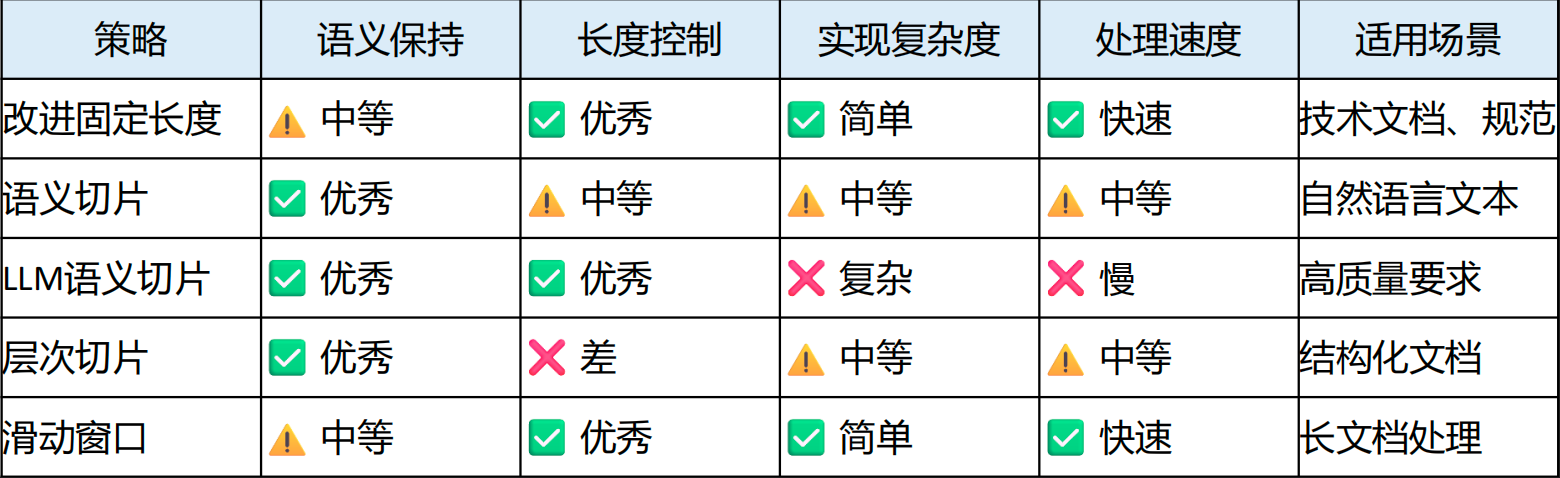 策略 语义保持 长度控制 实现复杂度 处理速度 适用场景
改进固定长度 ⚠️ 中等 ✅ 优秀 ✅ 简单 ✅ 快速 技术文档、规范
语义切片 ✅ 优秀 ⚠️ 中等 ⚠️ 中等 ⚠️ 中等 自然语言文本
LLM语义切片 ✅ 优秀 ✅ 优秀 ❌ 复杂 ❌ 慢 高质量要求
层次切片 ✅ 优秀 ❌ 差 ⚠️ 中等 ⚠️ 中等 结构化文档
滑动窗口 ⚠️ 中等 ✅ 优秀 ✅ 简单 ✅ 快速 长文档处理